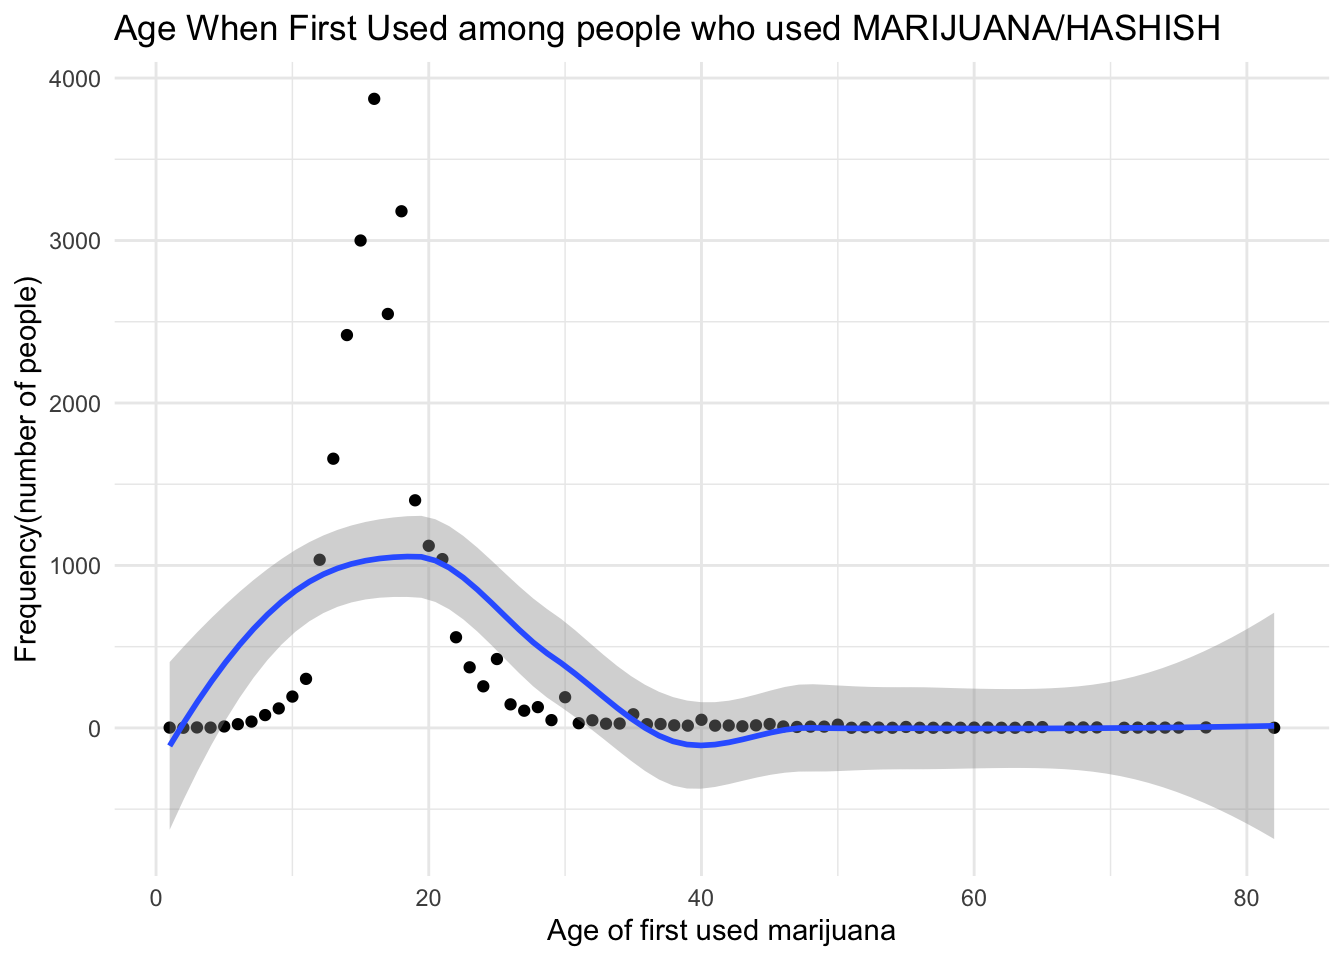 Age When First Used among people who used MARIJUANA/HASHISH
Frequency(number of people)
4000
3000
2000
1000
0
0 20 40 60 80
Age of first used marijuana